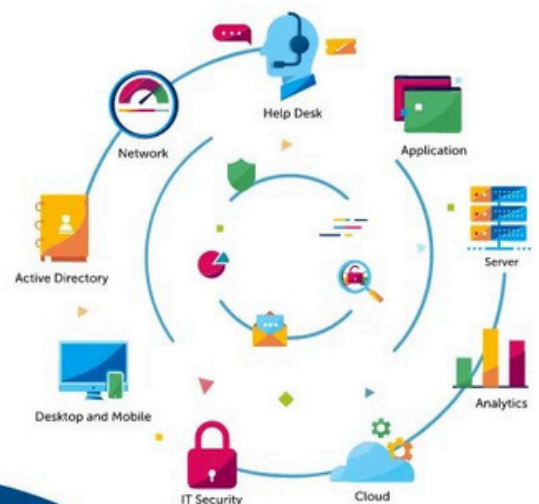 Help Desk
Network
Application
Active Directory
Server
Desktop and Mobile
Analytics
IT Security
Cloud